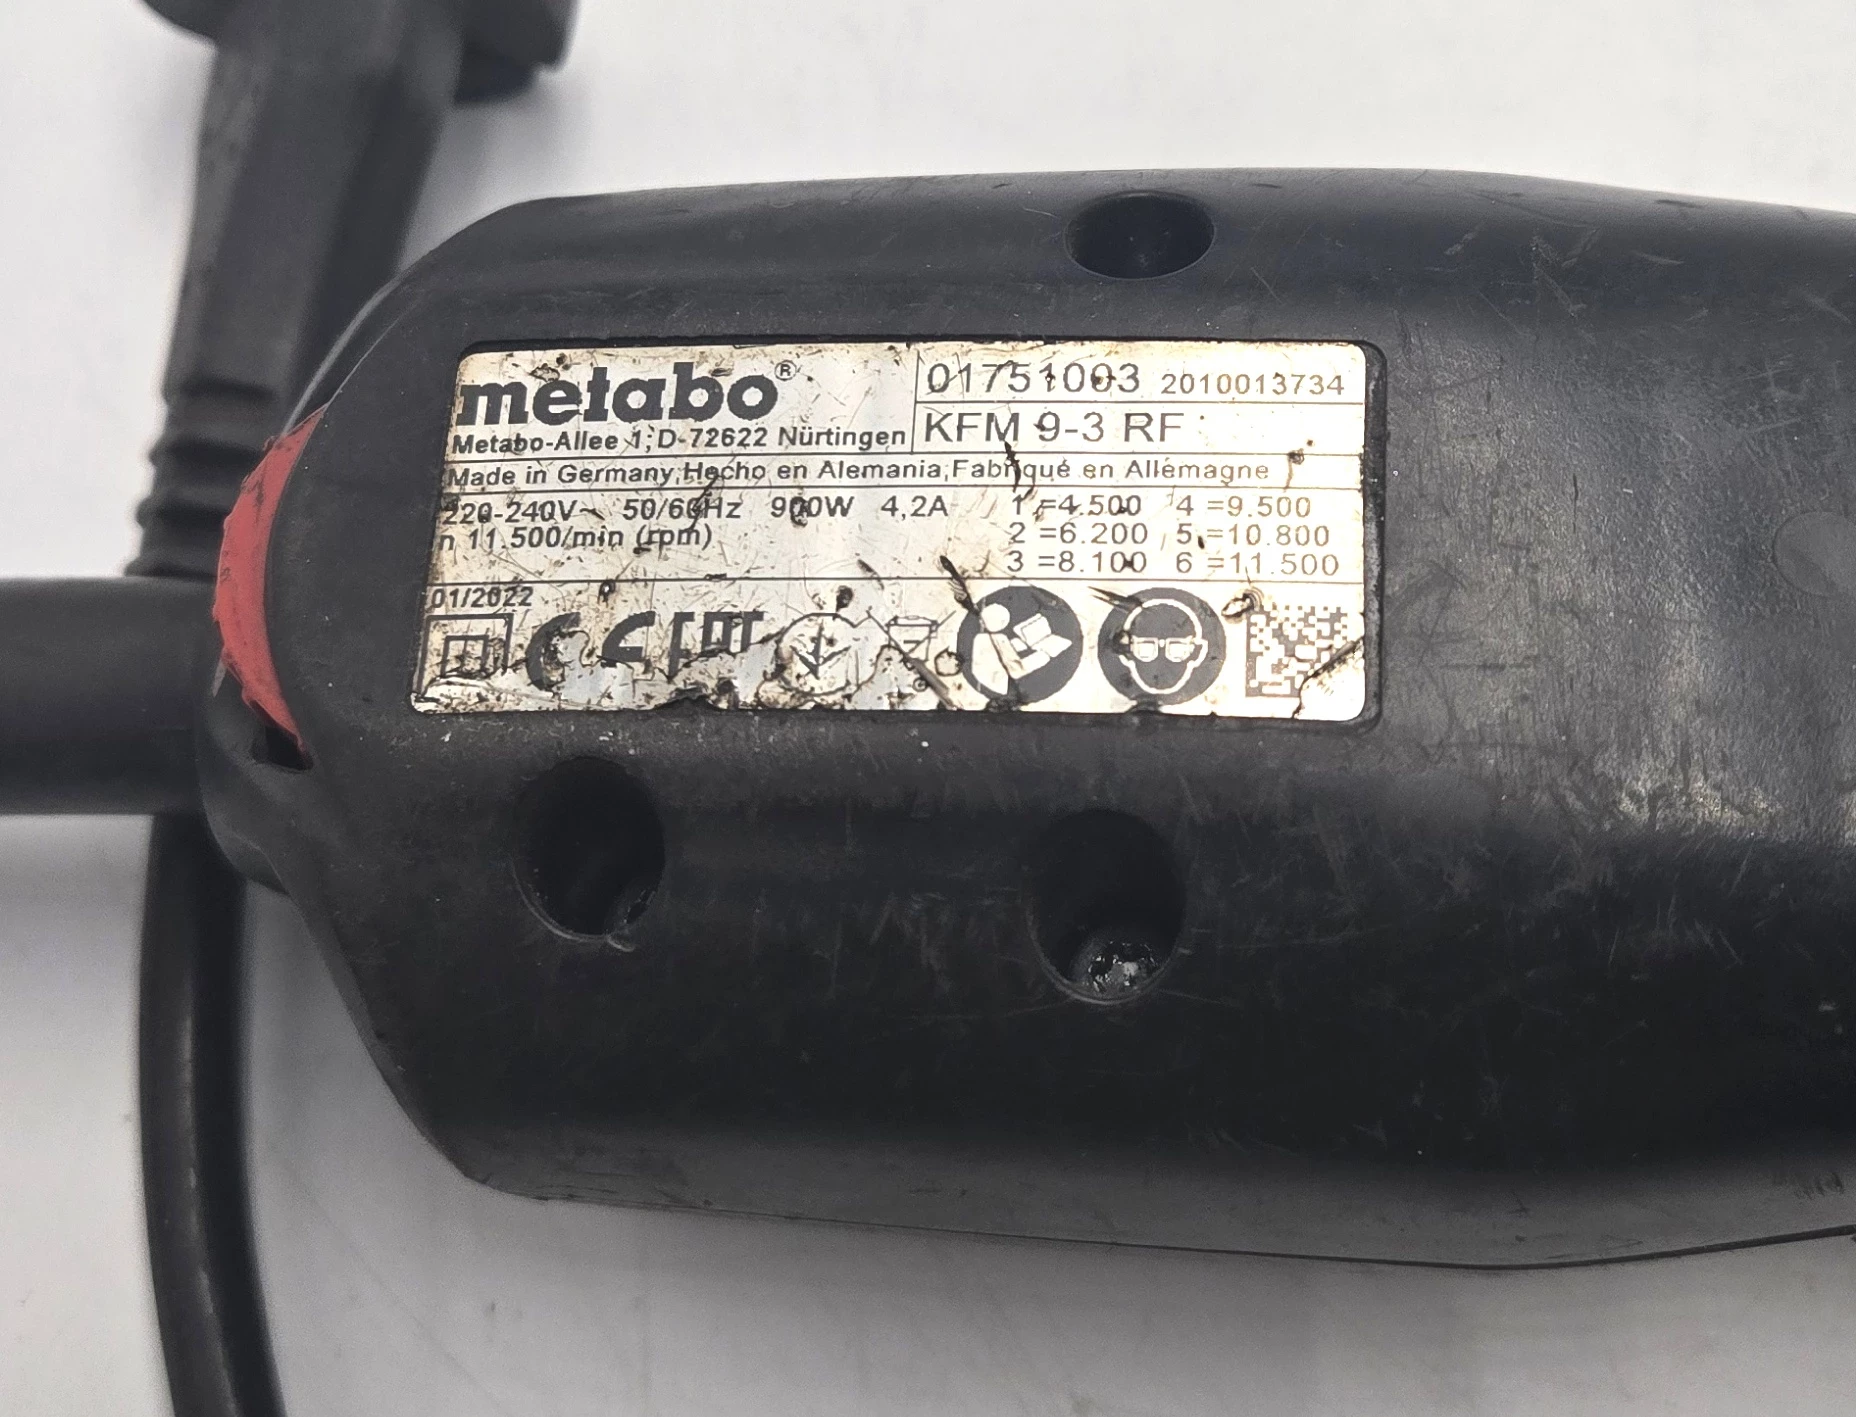 metabo®
Metabo-Allee 1, D-72622 Nürtingen
01751003 2010013734
KFM 9-3 RF
Made in Germany, Hecho en Alemania, Fabriqué en Allemagne
220-240V~ 50/60Hz 900W 4,2A
n 11.500/min (rpm)
1 =4.500 4 =9.500
2 =6.200 5 =10.800
3 =8.100 6 =11.500
01/2022
CE EAC